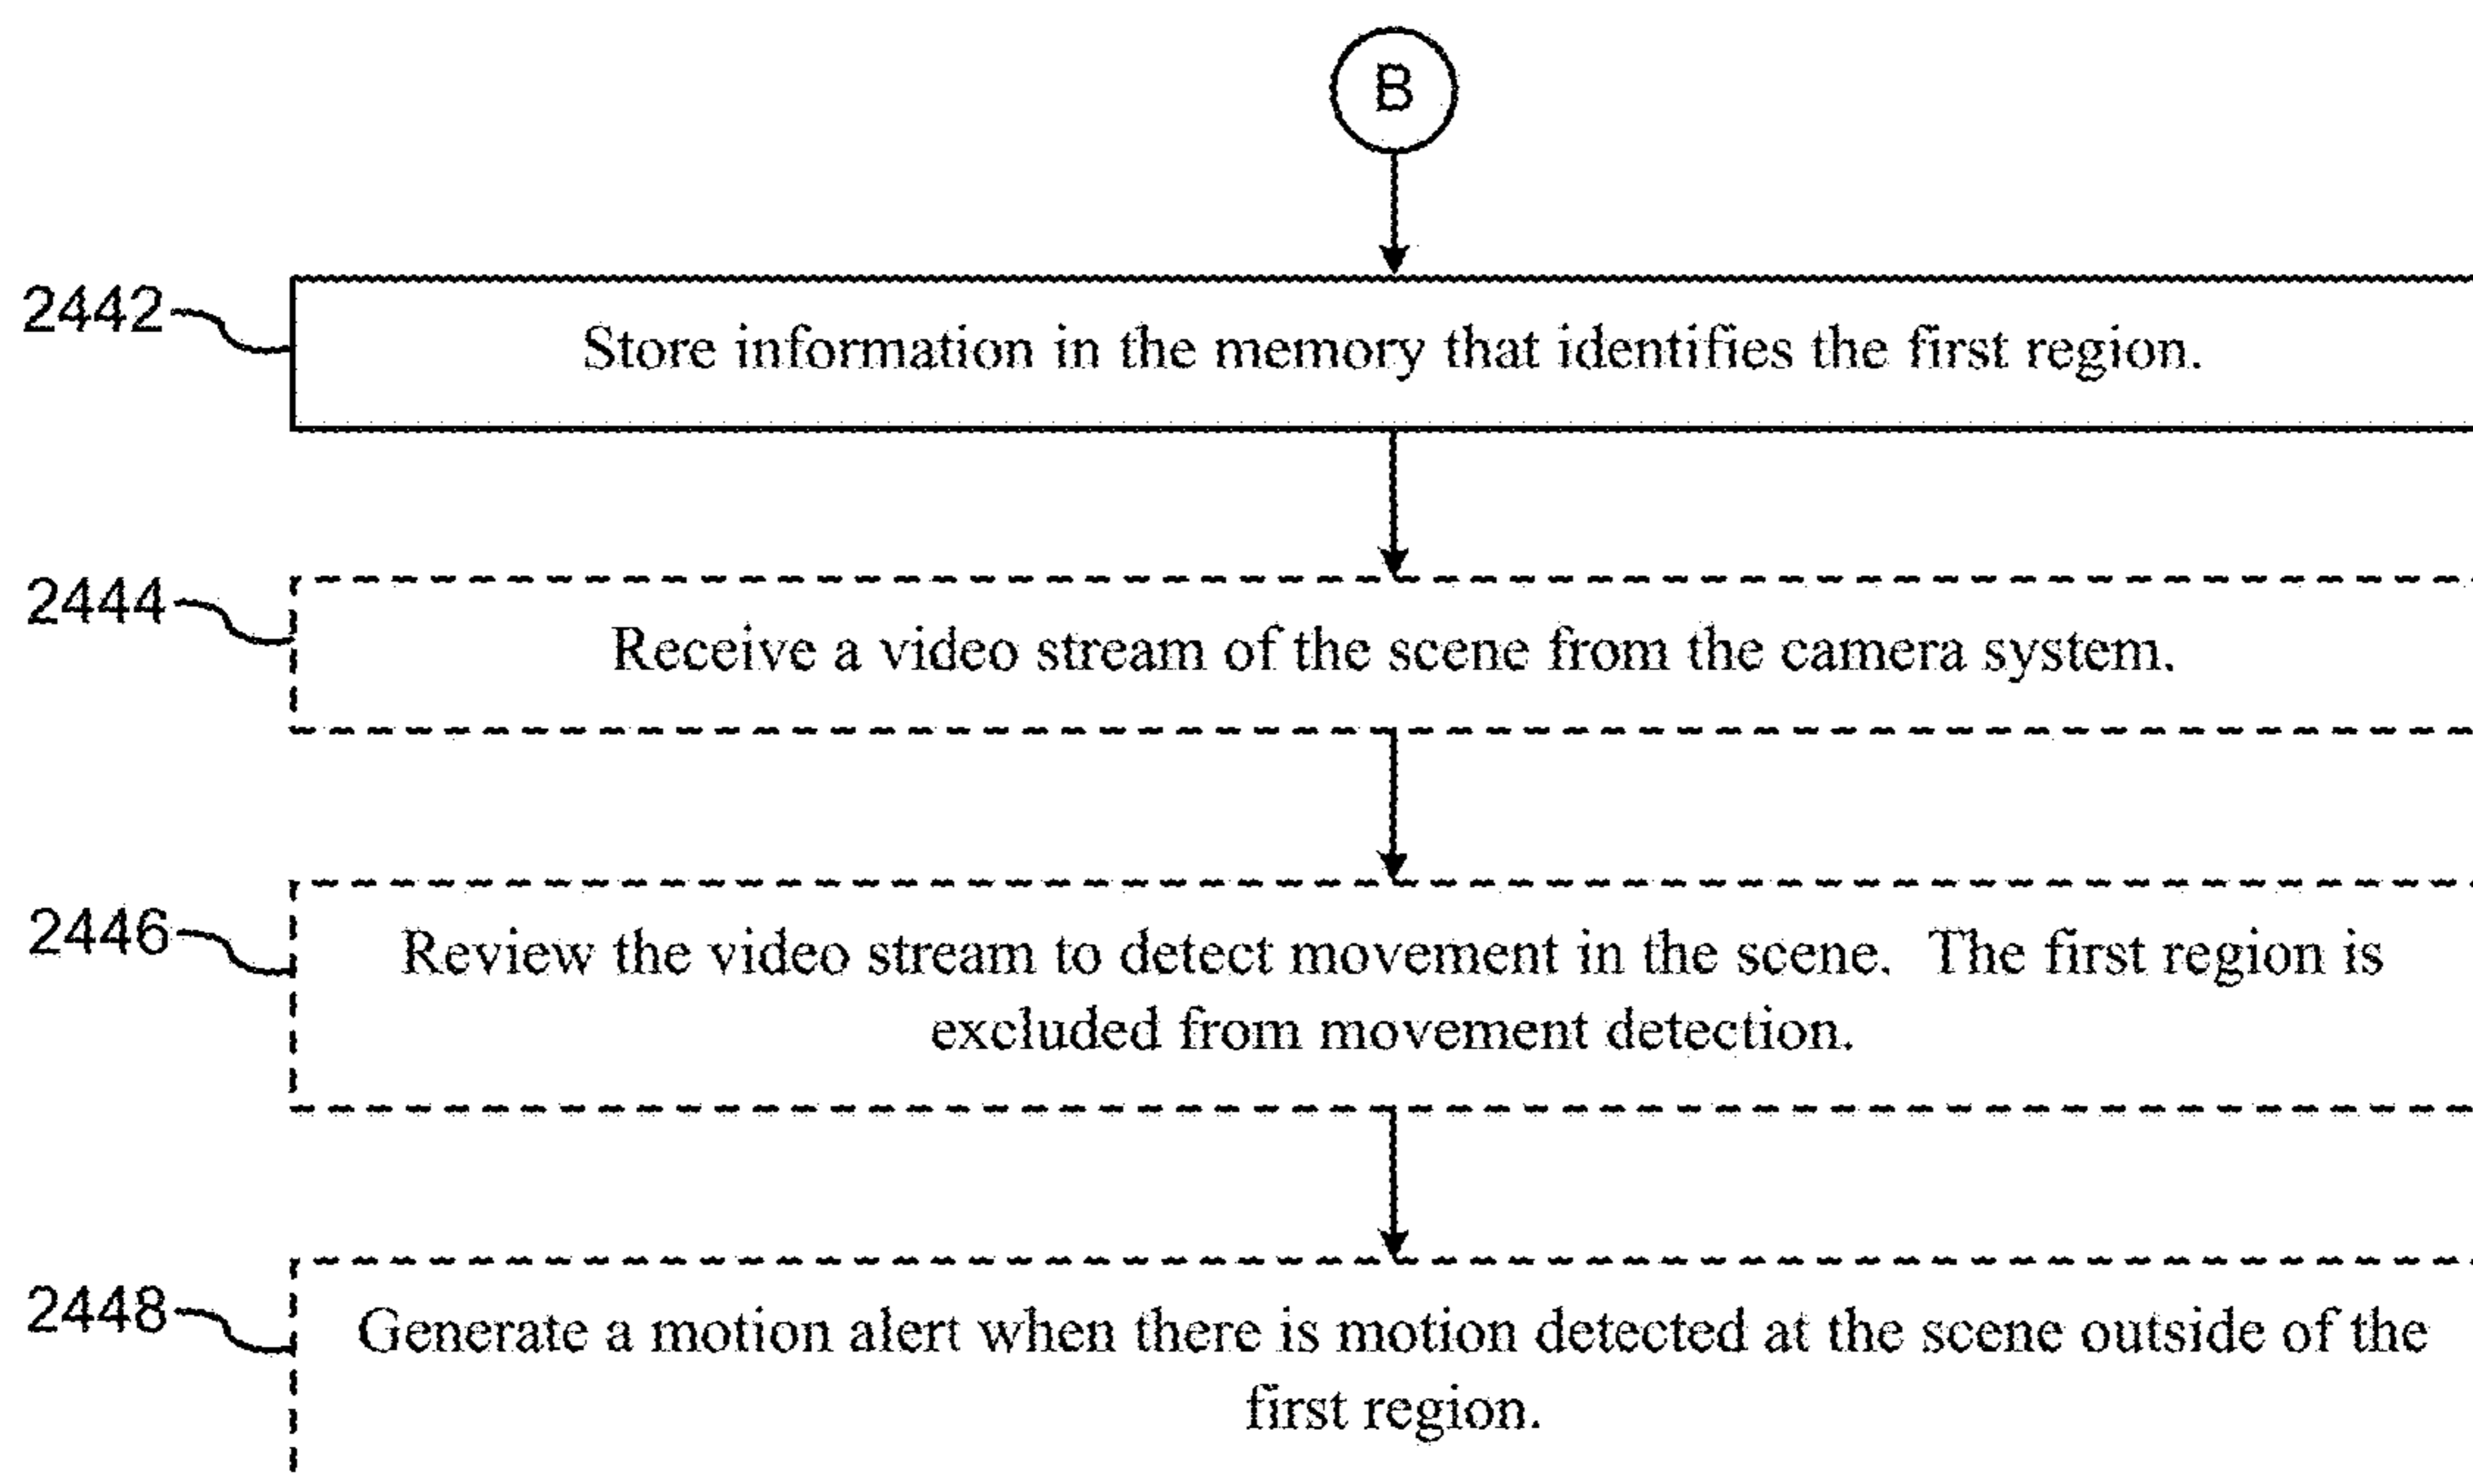 B
2442
Store information in the memory that identifies the first region.
2444
Receive a video stream of the scene from the camera system.
2446
Review the video stream to detect movement in the scene.  The first region is
excluded from movement detection.
2448
Generate a motion alert when there is motion detected at the scene outside of the
first region.